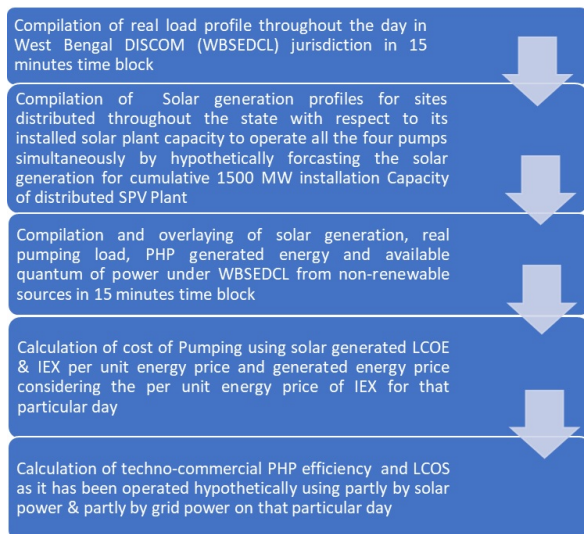 Compilation of real load profile throughout the day in
West Bengal DISCOM (WBSEDCL) jurisdiction in 15
minutes time block
Compilation of Solar generation profiles for sites
distributed throughout the state with respect to its
installed solar plant capacity to operate all the four pumps
simultaneously by hypothetically forcasting the solar
generation for cumulative 1500 MW installation Capacity
of distributed SPV Plant
Compilation and overlaying of solar generation, real
pumping load, PHP generated energy and available
quantum of power under WBSEDCL from non-renewable
sources in 15 minutes time block
Calculation of cost of Pumping using solar generated LCOE
& IEX per unit energy price and generated energy price
considering the per unit energy price of IEX for that
particular day
Calculation of techno-commercial PHP efficiency and LCOS
as it has been operated hypothetically using partly by solar
power & partly by grid power on that particular day